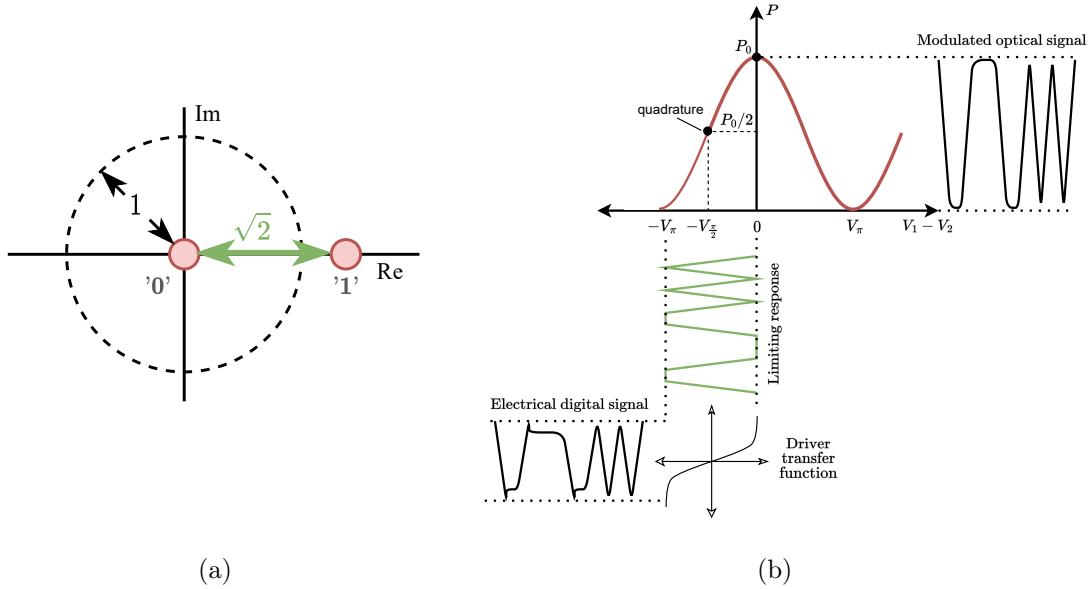 Im
1
√2
'0'
'1'
Re
(a)
P
P₀
Modulated optical signal
quadrature
P₀/2
−Vπ
−V_{π/2}
0
Vπ
V₁ − V₂
Limiting response
Electrical digital signal
Driver
transfer
function
(b)